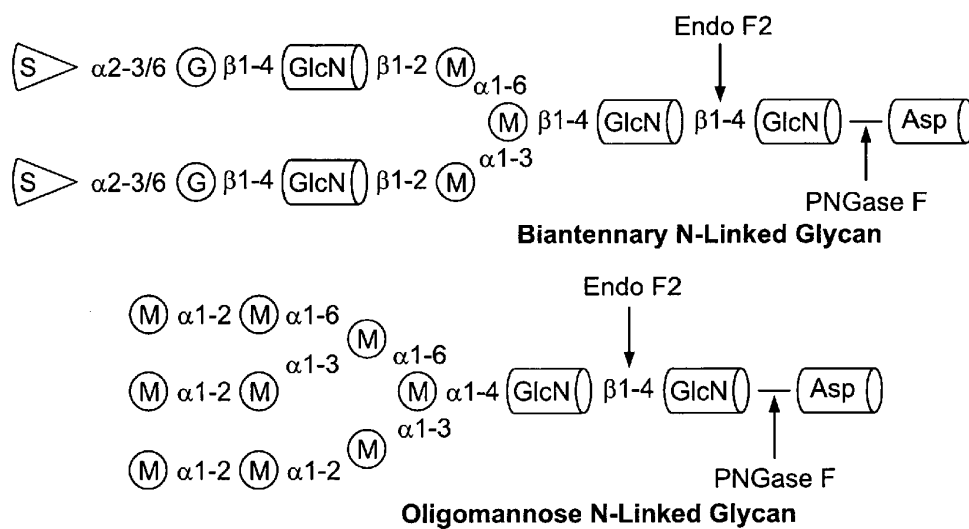 Endo F2
S α2-3/6 G β1-4 GlcN β1-2 M
α1-6
M β1-4 GlcN β1-4 GlcN Asp
α1-3
S α2-3/6 G β1-4 GlcN β1-2 M
PNGase F
Biantennary N-Linked Glycan
Endo F2
M α1-2 M α1-6
M
α1-3 α1-6
M α1-2 M M α1-4 GlcN β1-4 GlcN Asp
α1-3
M
M α1-2 M α1-2
PNGase F
Oligomannose N-Linked Glycan